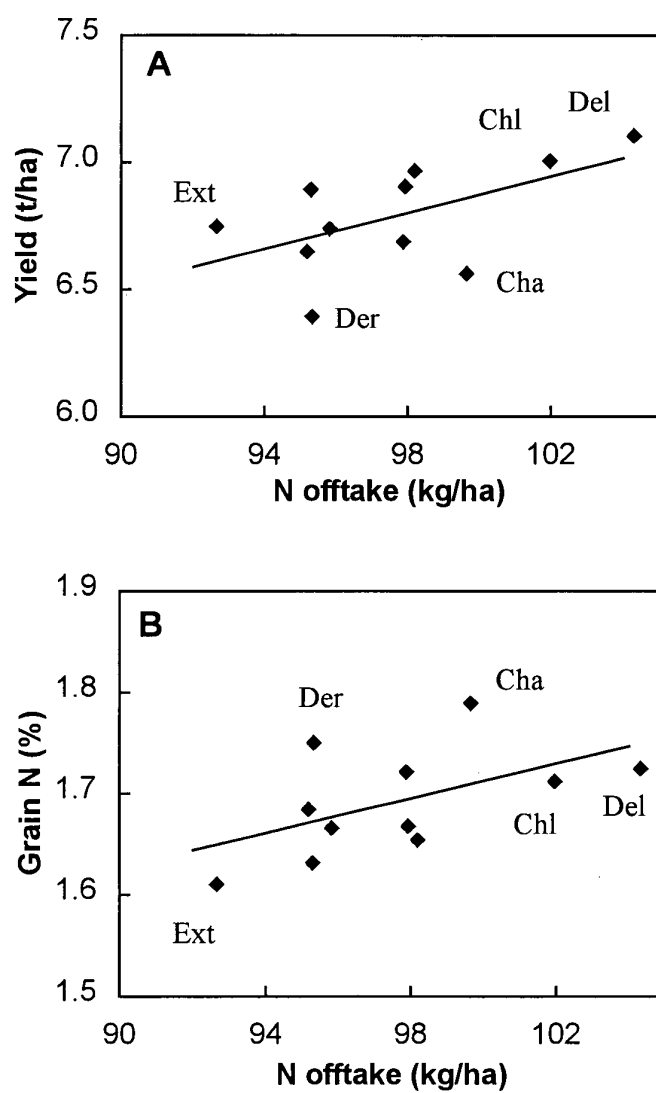 7.5
A
Del
Chl
7.0
Ext
Yield (t/ha)
6.5
Cha
Der
6.0
90 94 98 102
N offtake (kg/ha)
1.9
B
1.8
Cha
Der
Grain N (%)
1.7
Del
Chl
1.6
Ext
1.5
90 94 98 102
N offtake (kg/ha)